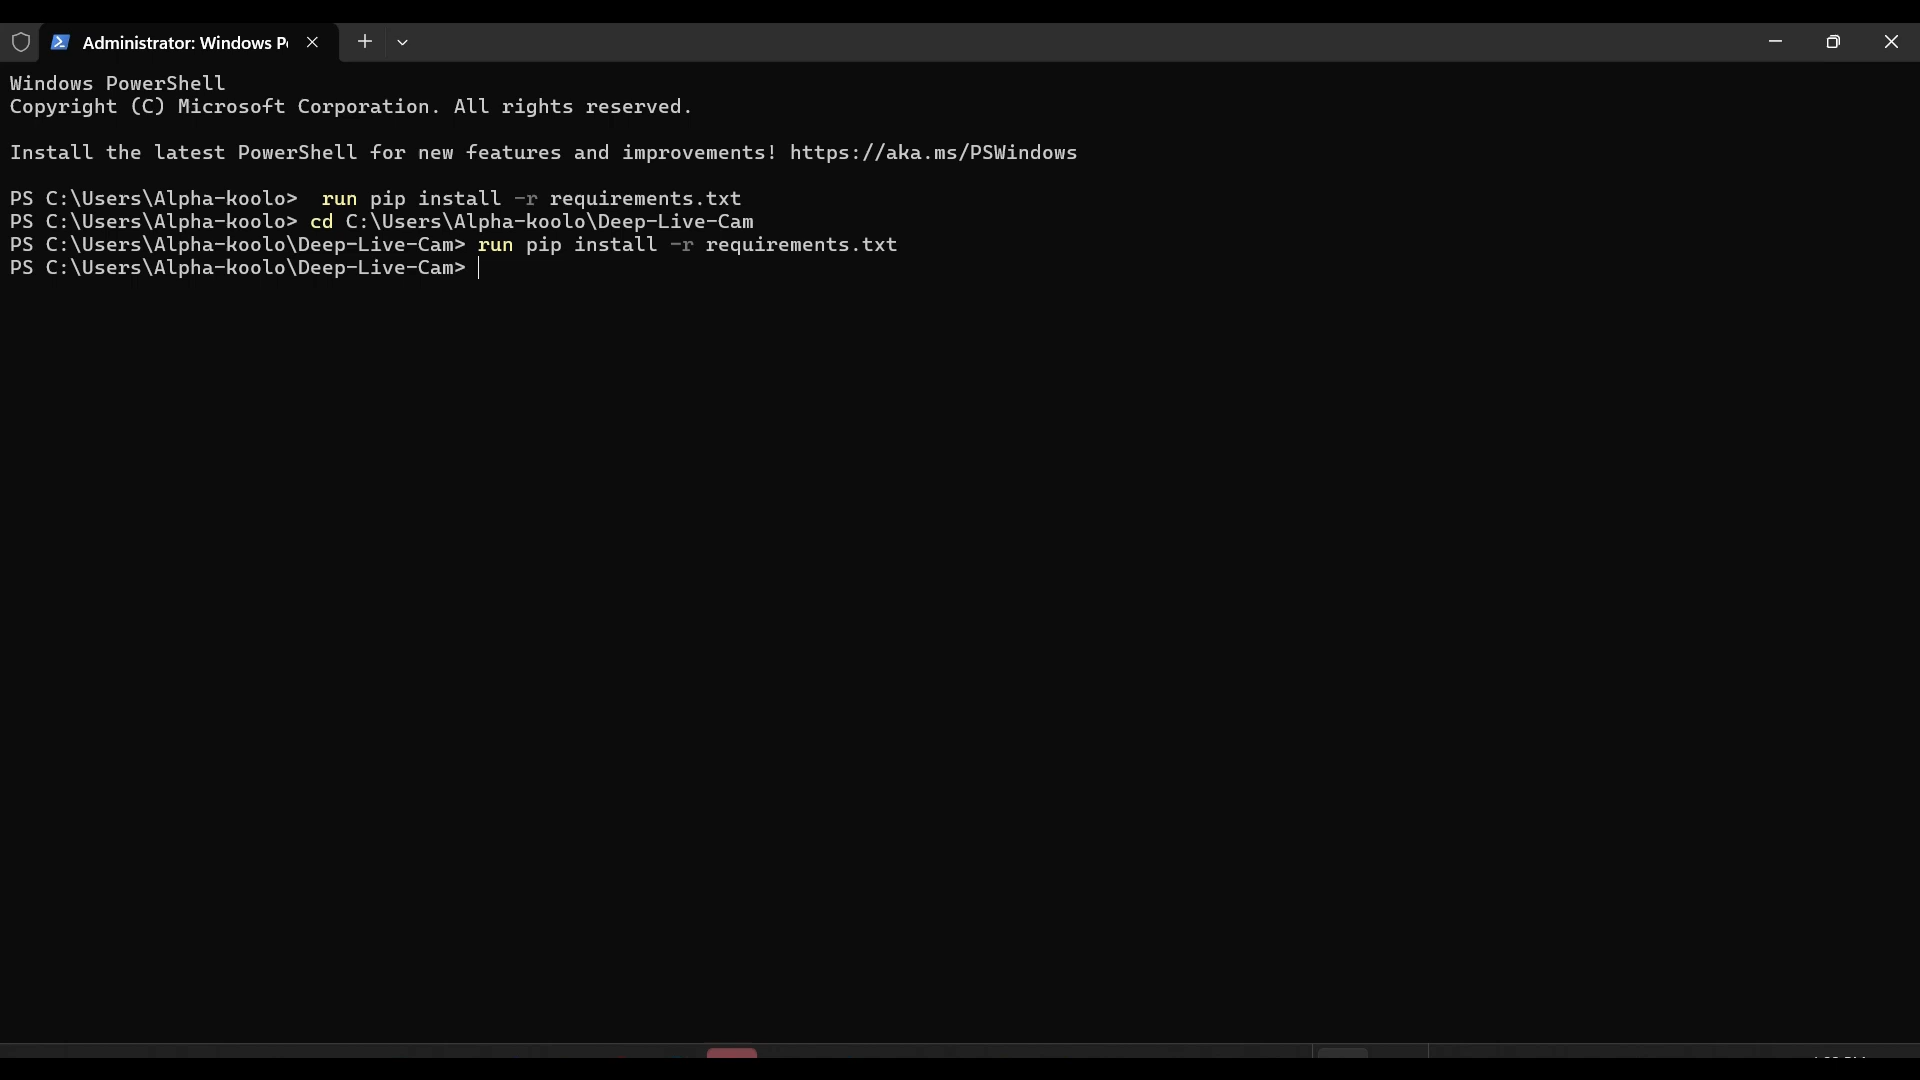 Administrator: Windows P
Windows PowerShell
Copyright (C) Microsoft Corporation. All rights reserved.
Install the latest PowerShell for new features and improvements! https://aka.ms/PSWindows
PS C:\Users\Alpha-koolo>  run pip install -r requirements.txt
PS C:\Users\Alpha-koolo> cd C:\Users\Alpha-koolo\Deep-Live-Cam
PS C:\Users\Alpha-koolo\Deep-Live-Cam> run pip install -r requirements.txt
PS C:\Users\Alpha-koolo\Deep-Live-Cam>